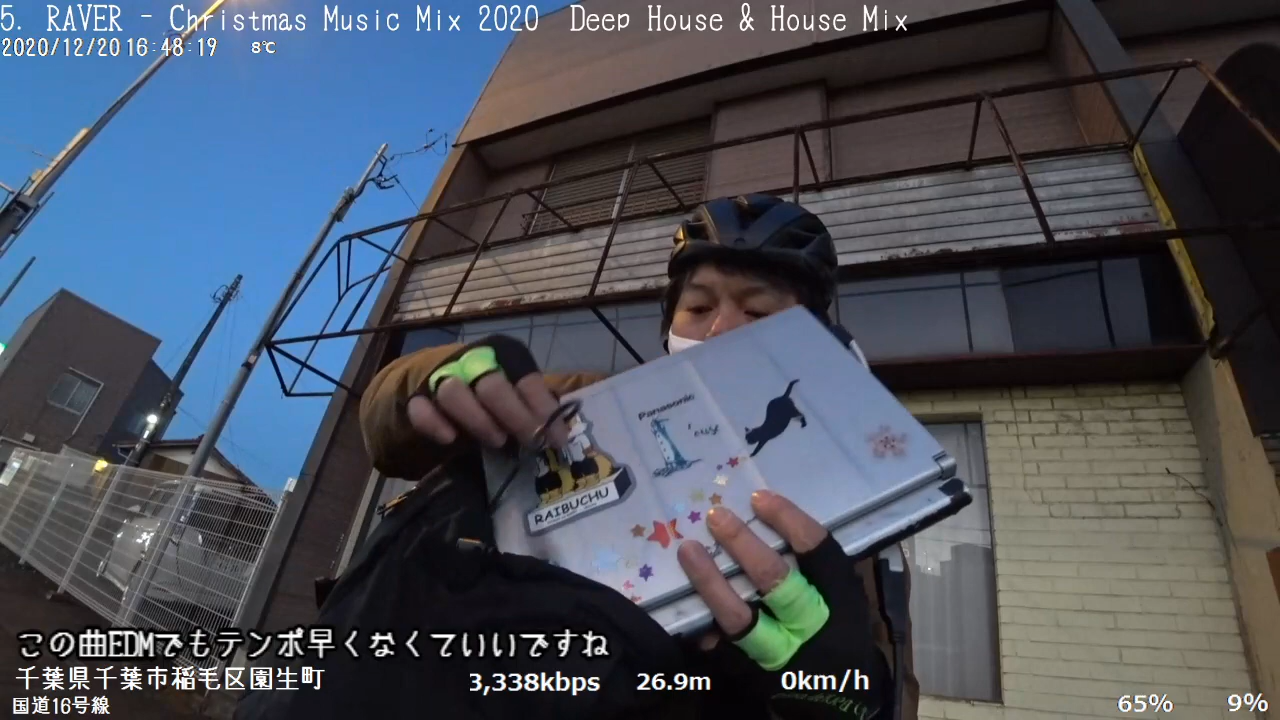 5. RAVER - Christmas Music Mix 2020 Deep House & House Mix
2020/12/20 16:48:19 8℃
Panasonic
RAIBUCHU
この曲EDMでもテンポ早くなくていいですね
千葉県千葉市稲毛区園生町
3,338kbps 26.9m 0km/h
国道16号線
65% 9%